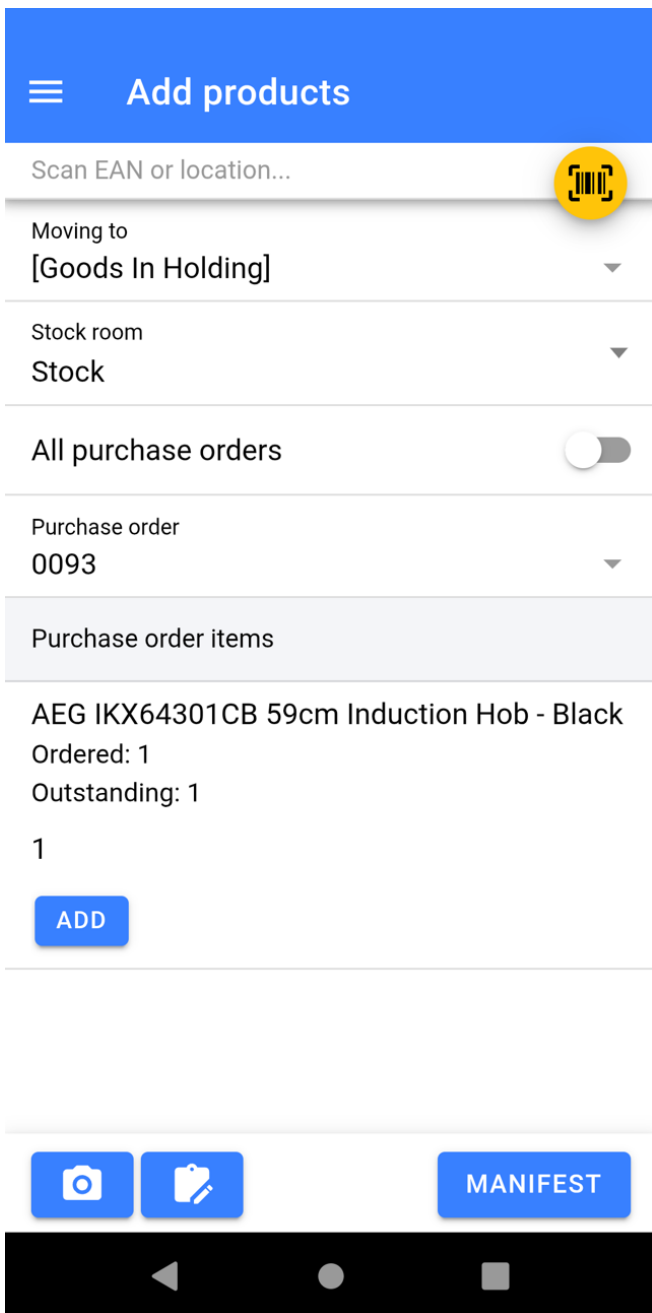 Add products
Scan EAN or location...
Moving to
[Goods In Holding]
Stock room
Stock
All purchase orders
Purchase order
0093
Purchase order items
AEG IKX64301CB 59cm Induction Hob - Black
Ordered: 1
Outstanding: 1
1
ADD
MANIFEST